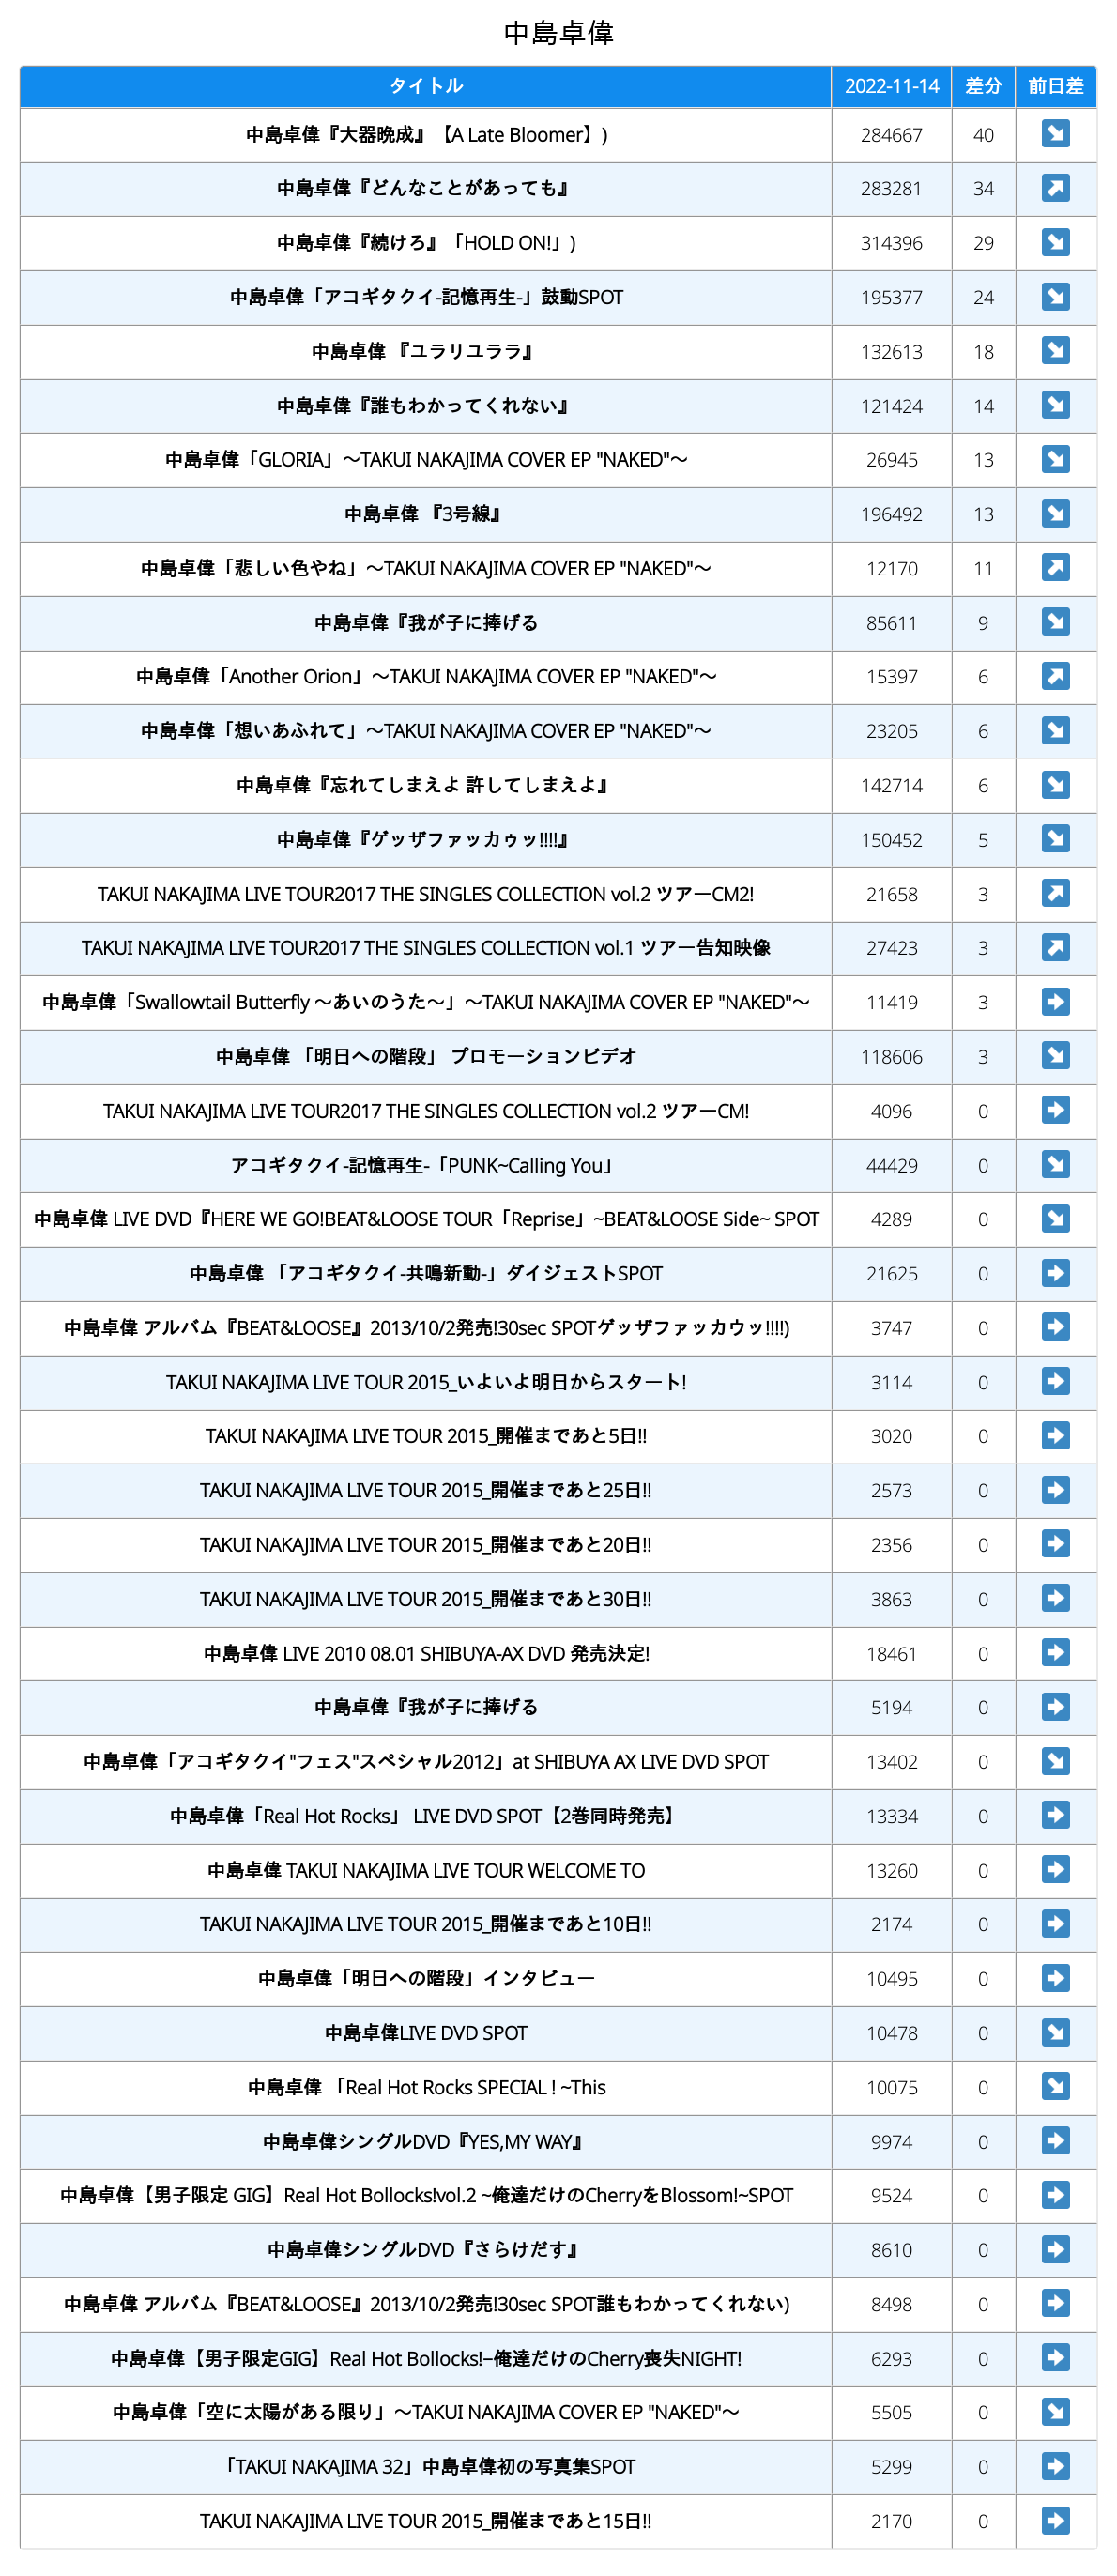 中島卓偉
タイトル 2022-11-14 差分 前日差
中島卓偉『大器晩成』【A Late Bloomer】) 284667 40 ↘
中島卓偉『どんなことがあっても』 283281 34 ↗
中島卓偉『続けろ』「HOLD ON!」) 314396 29 ↘
中島卓偉「アコギタクイ-記憶再生-」鼓動SPOT 195377 24 ↘
中島卓偉 『ユラリユララ』 132613 18 ↘
中島卓偉『誰もわかってくれない』 121424 14 ↘
中島卓偉「GLORIA」〜TAKUI NAKAJIMA COVER EP "NAKED"〜 26945 13 ↘
中島卓偉 『3号線』 196492 13 ↘
中島卓偉「悲しい色やね」〜TAKUI NAKAJIMA COVER EP "NAKED"〜 12170 11 ↗
中島卓偉『我が子に捧げる 85611 9 ↘
中島卓偉「Another Orion」〜TAKUI NAKAJIMA COVER EP "NAKED"〜 15397 6 ↗
中島卓偉「想いあふれて」〜TAKUI NAKAJIMA COVER EP "NAKED"〜 23205 6 ↘
中島卓偉『忘れてしまえよ 許してしまえよ』 142714 6 ↘
中島卓偉『ゲッザファッカゥッ!!!!』 150452 5 ↘
TAKUI NAKAJIMA LIVE TOUR2017 THE SINGLES COLLECTION vol.2 ツアーCM2! 21658 3 ↗
TAKUI NAKAJIMA LIVE TOUR2017 THE SINGLES COLLECTION vol.1 ツアー告知映像 27423 3 ↗
中島卓偉「Swallowtail Butterfly 〜あいのうた〜」〜TAKUI NAKAJIMA COVER EP "NAKED"〜 11419 3 ➡
中島卓偉 「明日への階段」 プロモーションビデオ 118606 3 ↘
TAKUI NAKAJIMA LIVE TOUR2017 THE SINGLES COLLECTION vol.2 ツアーCM! 4096 0 ➡
アコギタクイ-記憶再生-「PUNK~Calling You」 44429 0 ↘
中島卓偉 LIVE DVD『HERE WE GO!BEAT&LOOSE TOUR「Reprise」~BEAT&LOOSE Side~ SPOT 4289 0 ↘
中島卓偉 「アコギタクイ-共鳴新動-」ダイジェストSPOT 21625 0 ➡
中島卓偉 アルバム『BEAT&LOOSE』2013/10/2発売!30sec SPOTゲッザファッカウッ!!!!) 3747 0 ➡
TAKUI NAKAJIMA LIVE TOUR 2015_いよいよ明日からスタート! 3114 0 ➡
TAKUI NAKAJIMA LIVE TOUR 2015_開催まであと5日!! 3020 0 ➡
TAKUI NAKAJIMA LIVE TOUR 2015_開催まであと25日!! 2573 0 ➡
TAKUI NAKAJIMA LIVE TOUR 2015_開催まであと20日!! 2356 0 ➡
TAKUI NAKAJIMA LIVE TOUR 2015_開催まであと30日!! 3863 0 ➡
中島卓偉 LIVE 2010 08.01 SHIBUYA-AX DVD 発売決定! 18461 0 ➡
中島卓偉『我が子に捧げる 5194 0 ➡
中島卓偉「アコギタクイ"フェス"スペシャル2012」at SHIBUYA AX LIVE DVD SPOT 13402 0 ↘
中島卓偉「Real Hot Rocks」 LIVE DVD SPOT【2巻同時発売】 13334 0 ➡
中島卓偉 TAKUI NAKAJIMA LIVE TOUR WELCOME TO 13260 0 ➡
TAKUI NAKAJIMA LIVE TOUR 2015_開催まであと10日!! 2174 0 ➡
中島卓偉「明日への階段」インタビュー 10495 0 ➡
中島卓偉LIVE DVD SPOT 10478 0 ↘
中島卓偉 「Real Hot Rocks SPECIAL ! ~This 10075 0 ↘
中島卓偉シングルDVD『YES,MY WAY』 9974 0 ➡
中島卓偉【男子限定 GIG】Real Hot Bollocks!vol.2 ~俺達だけのCherryをBlossom!~SPOT 9524 0 ➡
中島卓偉シングルDVD『さらけだす』 8610 0 ➡
中島卓偉 アルバム『BEAT&LOOSE』2013/10/2発売!30sec SPOT誰もわかってくれない) 8498 0 ➡
中島卓偉【男子限定GIG】Real Hot Bollocks!−俺達だけのCherry喪失NIGHT! 6293 0 ➡
中島卓偉「空に太陽がある限り」〜TAKUI NAKAJIMA COVER EP "NAKED"〜 5505 0 ↘
「TAKUI NAKAJIMA 32」中島卓偉初の写真集SPOT 5299 0 ➡
TAKUI NAKAJIMA LIVE TOUR 2015_開催まであと15日!! 2170 0 ➡